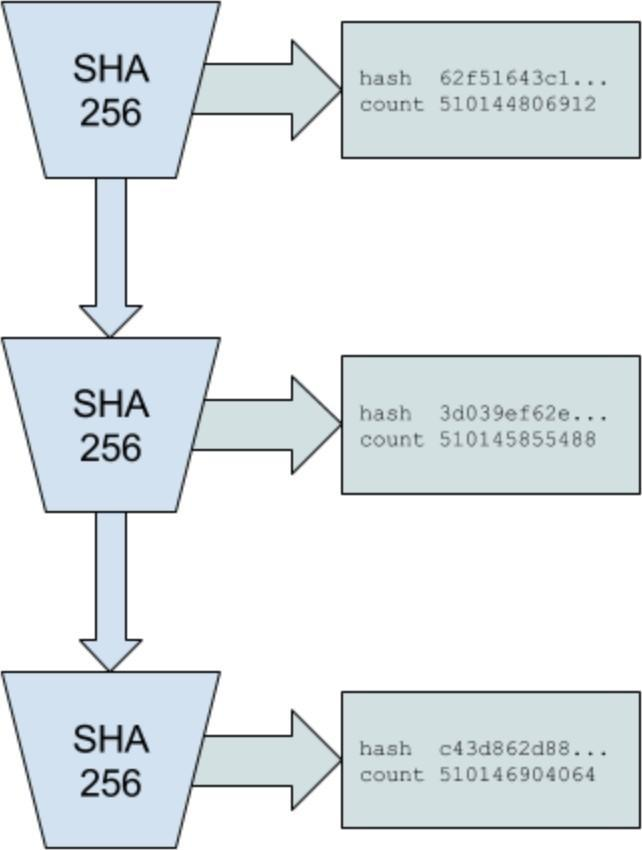 SHA
256
hash 62f51643c1...
count 510144806912
SHA
256
hash 3d039ef62e...
count 510145855488
SHA
256
hash c43d862d88...
count 510146904064